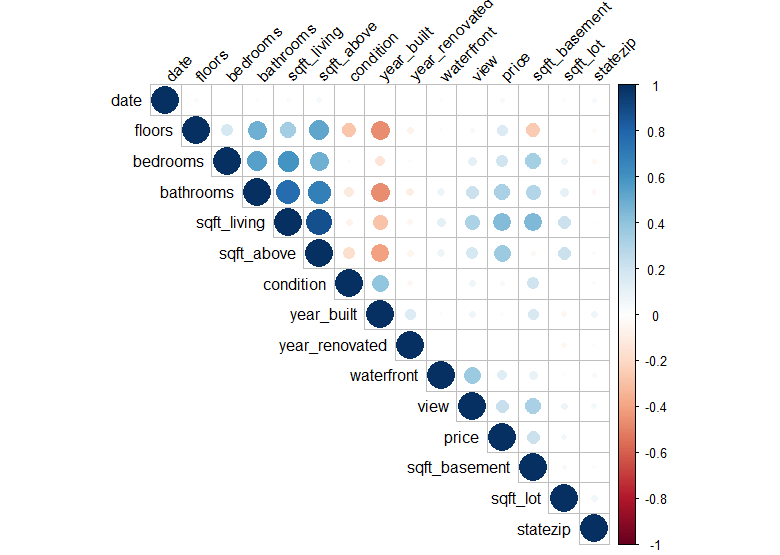 date
floors
bedrooms
bathrooms
sqft_living
sqft_above
condition
year_built
year_renovated
waterfront
view
price
sqft_basement
sqft_lot
statezip
date
floors
bedrooms
bathrooms
sqft_living
sqft_above
condition
year_built
year_renovated
waterfront
view
price
sqft_basement
sqft_lot
statezip
1
0.8
0.6
0.4
0.2
0
-0.2
-0.4
-0.6
-0.8
-1